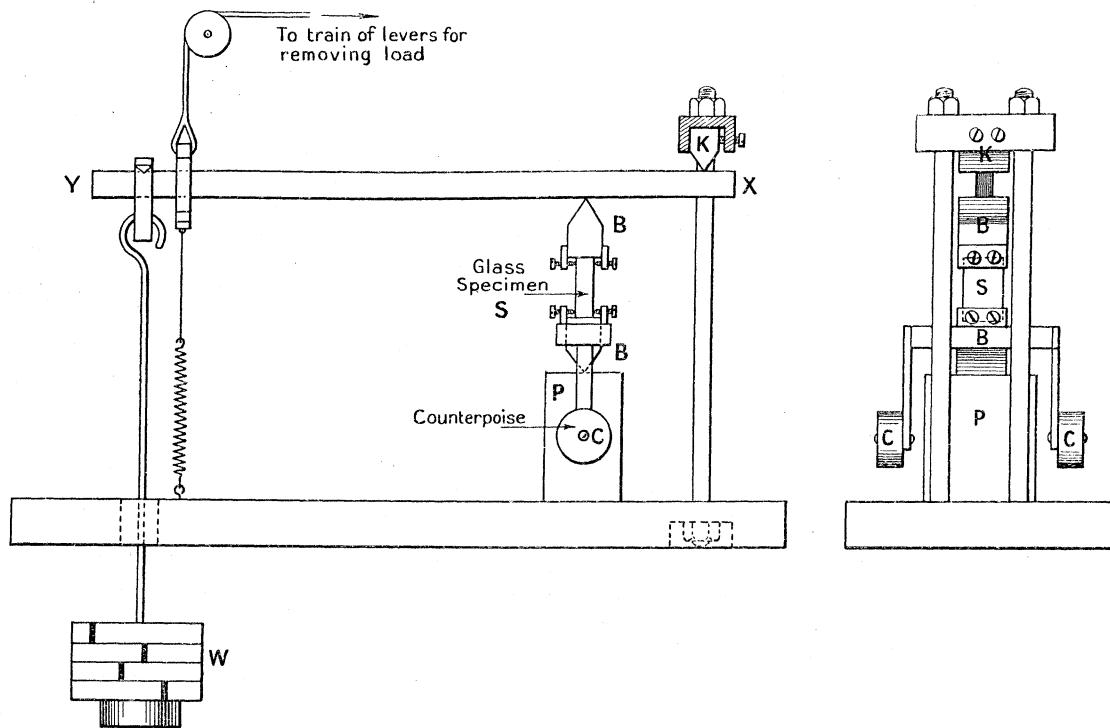 To train of levers for
removing load
K
K
Y
X
B
B
Glass
Specimen
S
S
B
B
P
P
Counterpoise
C
C
C
W